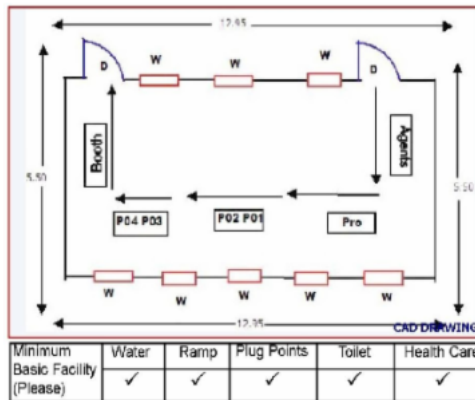 12.95
W
W
W
D
D
Booth
Agents
5.50
5.50
P04 P03
P02 P01
Pro
W
W
W
W
W
12.95
CAD DRAWING
Minimum Basic Facility (Please)
Water
Ramp
Plug Points
Toilet
Health Care
✓ ✓ ✓ ✓ ✓